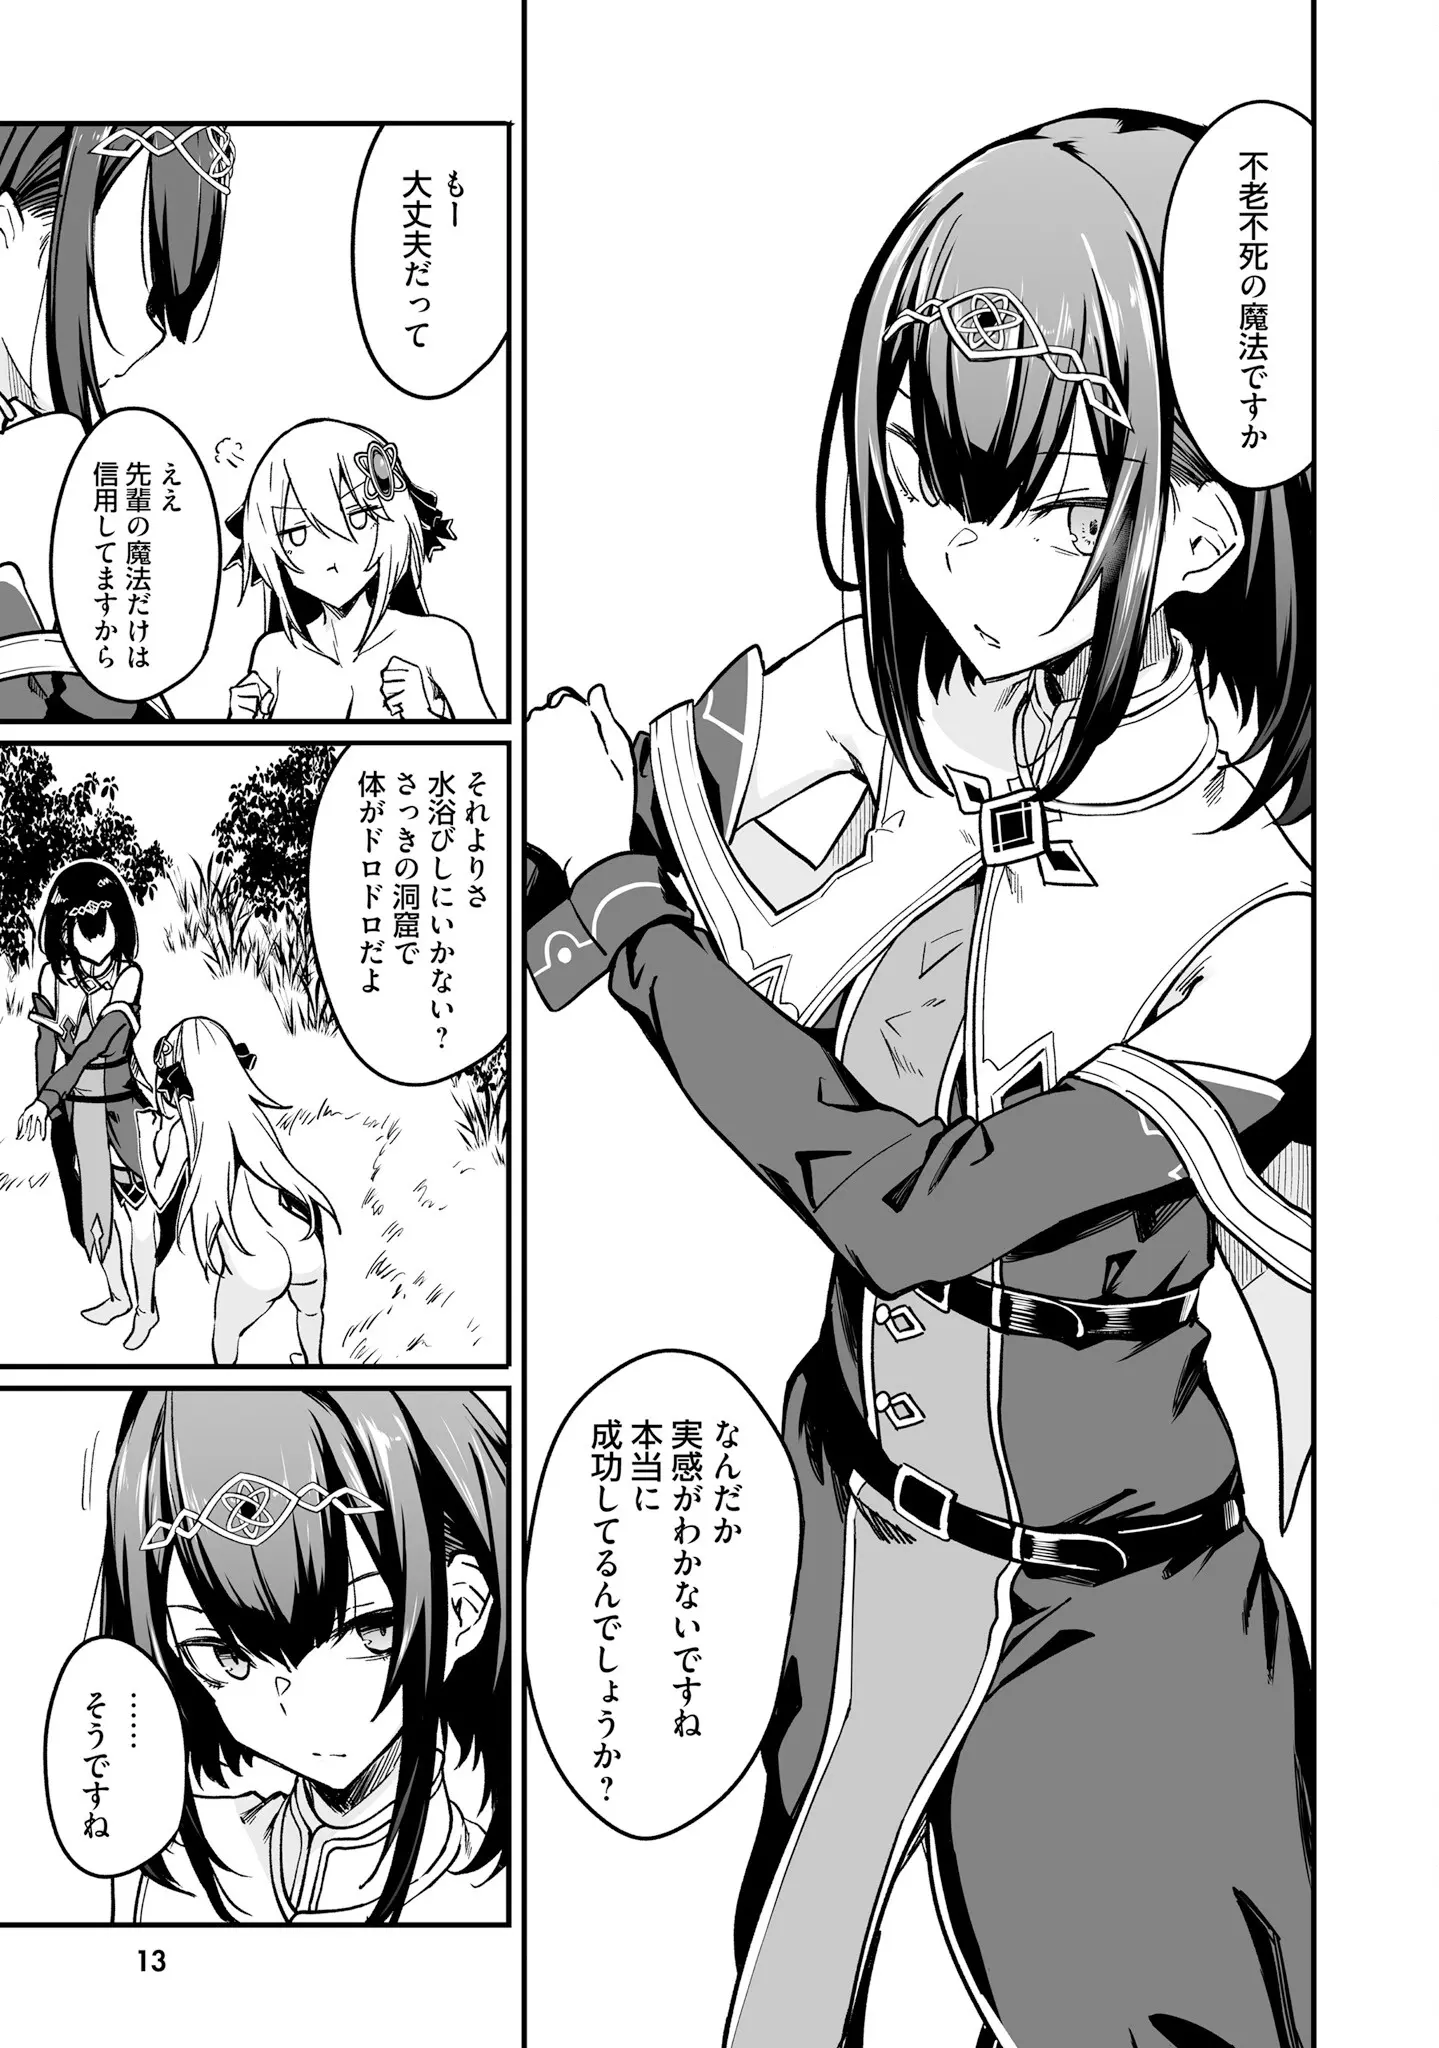 不老不死の魔法ですか
なんだか
実感がわかないですね
本当に
成功してるんでしょうか？
もー
大丈夫だって
ええ
先輩の魔法だけは
信用してますから
それよりさ
水浴びしにいかない？
さっきの洞窟で
体がドロドロだよ
……
そうですね
13